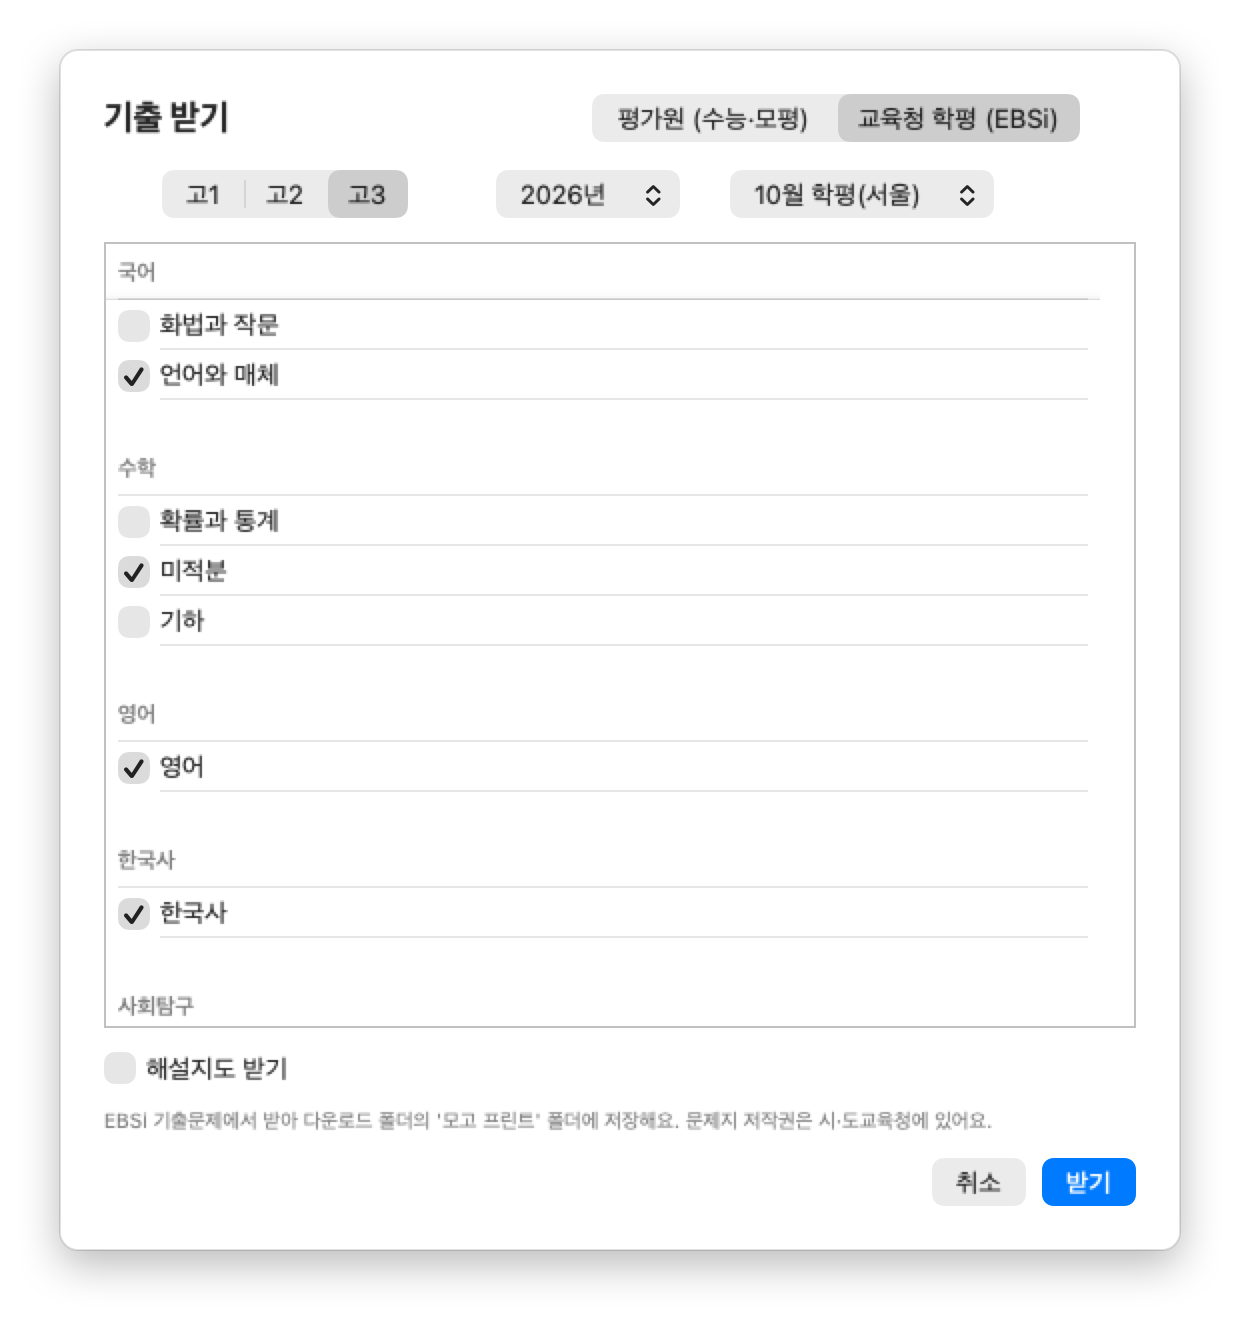 기출 받기
평가원 (수능·모평) 교육청 학평 (EBSi)
고1 고2 고3 2026년 10월 학평(서울)
국어
화법과 작문
언어와 매체
수학
확률과 통계
미적분
기하
영어
영어
한국사
한국사
사회탐구
해설지도 받기
EBSi 기출문제에서 받아 다운로드 폴더의 '모고 프린트' 폴더에 저장해요. 문제지 저작권은 시·도교육청에 있어요.
취소 받기